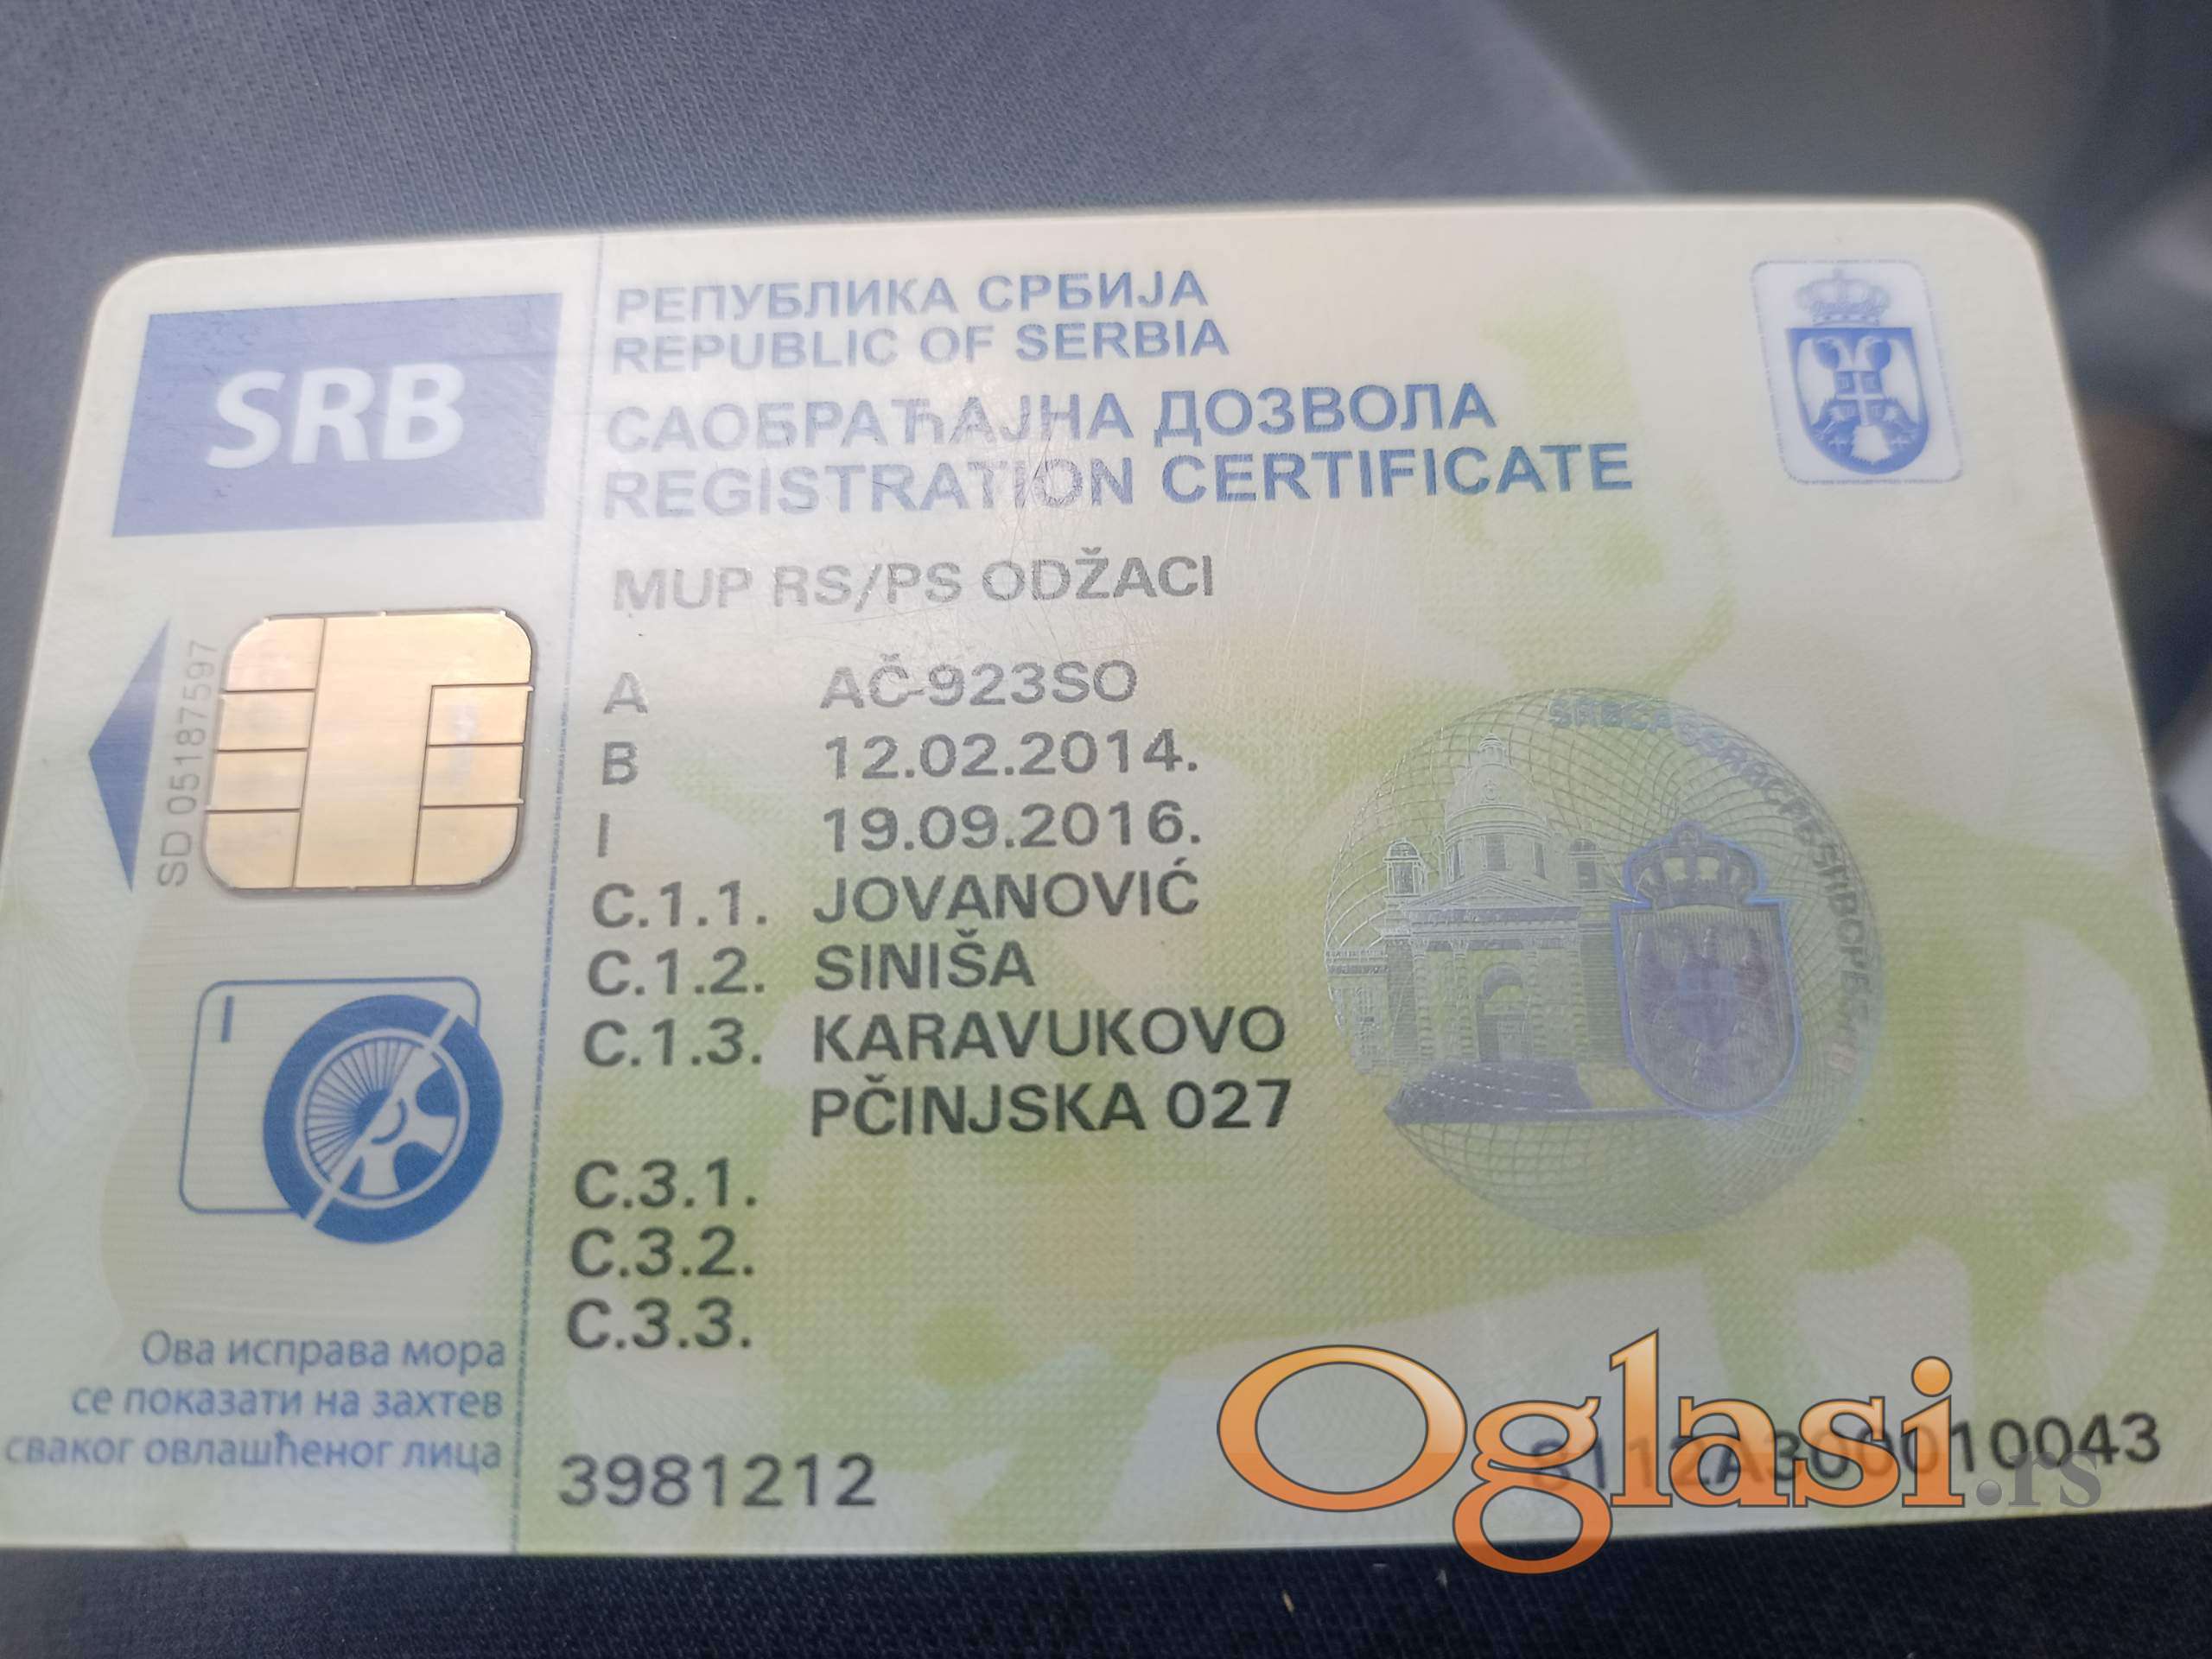 SRB
РЕПУБЛИКА СРБИЈА
REPUBLIC OF SERBIA
САОБРАЋАЈНА ДОЗВОЛА
REGISTRATION CERTIFICATE
MUP RS/PS ODŽACI
SD 05187597
A AČ-923SO
B 12.02.2014.
I 19.09.2016.
C.1.1. JOVANOVIĆ
C.1.2. SINIŠA
C.1.3. KARAVUKOVO
PČINJSKA 027
C.3.1.
C.3.2.
C.3.3.
I
Ова исправа мора
се показати на захтев
сваког овлашћеног лица
3981212
Oglasi.rs